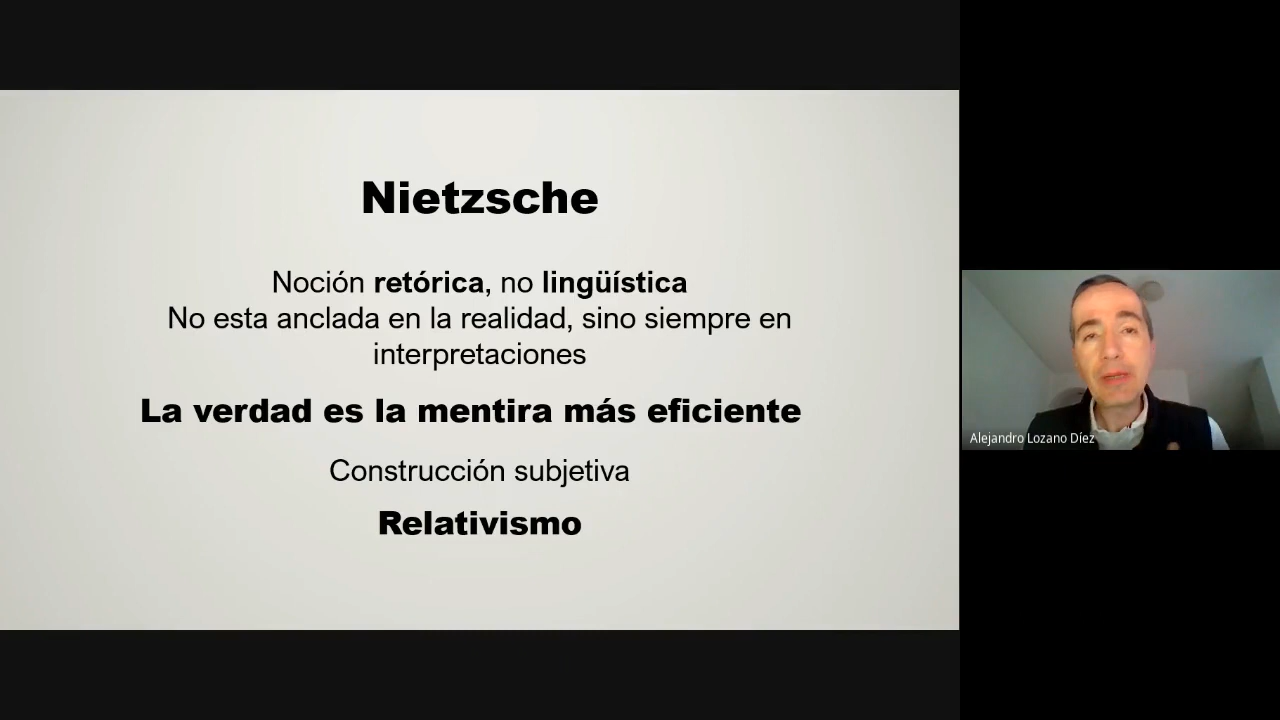 Nietzsche
Noción retórica, no lingüística
No esta anclada en la realidad, sino siempre en
interpretaciones
La verdad es la mentira más eficiente
Construcción subjetiva
Relativismo
Alejandro Lozano Díez